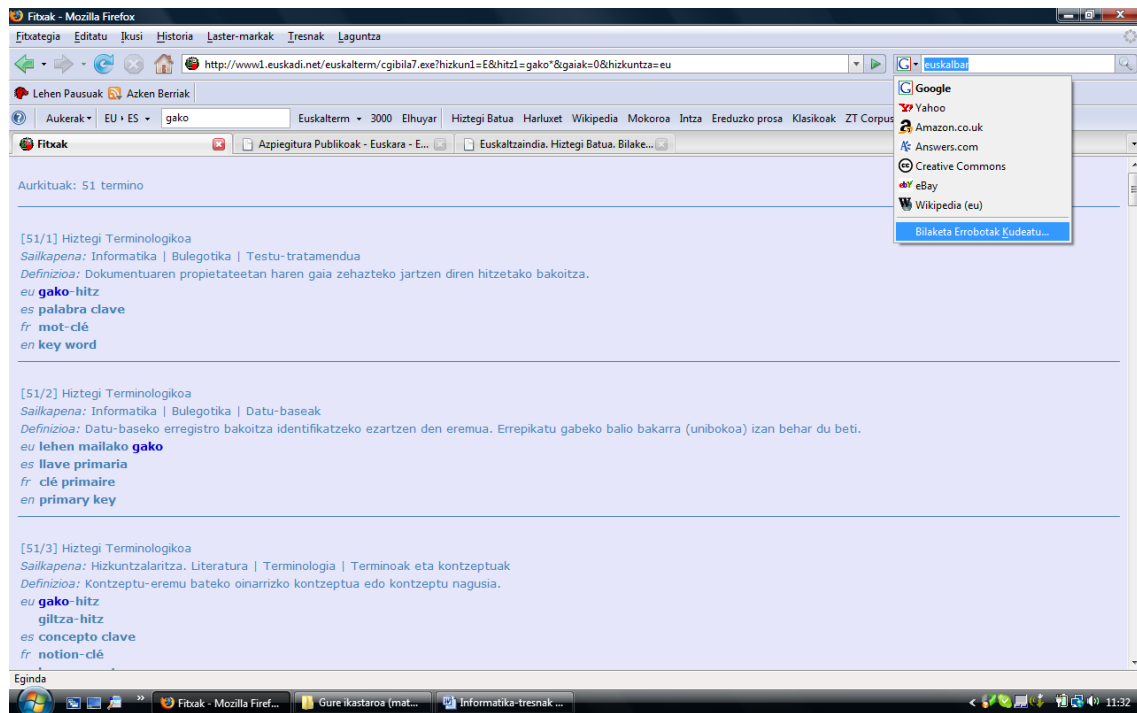 Fitxak - Mozilla Firefox
Fitxategia Editatu Ikusi Historia Laster-markak Tresnak Laguntza
http://www1.euskadi.net/euskalterm/cgibila7.exe?hizkun1=E&hitz1=gako*&gaiak=0&hizkuntza=eu
G euskalbar
Lehen Pausuak Azken Berriak
Aukerak EU › ES gako Euskalterm 3000 Elhuyar Hiztegi Batua Harluxet Wikipedia Mokoroa Intza Ereduzko prosa Klasikoak ZT Corpus
Fitxak Azpiegitura Publikoak - Euskara - E... Euskaltzaindia. Hiztegi Batua. Bilake...
G Google
Yahoo
Amazon.co.uk
Answers.com
Creative Commons
eBay
Wikipedia (eu)
Bilaketa Errobotak Kudeatu...
Aurkituak: 51 termino
[51/1] Hiztegi Terminologikoa
Sailkapena: Informatika | Bulegotika | Testu-tratamendua
Definizioa: Dokumentuaren propietateetan haren gaia zehazteko jartzen diren hitzetako bakoitza.
eu gako-hitz
es palabra clave
fr mot-clé
en key word
[51/2] Hiztegi Terminologikoa
Sailkapena: Informatika | Bulegotika | Datu-baseak
Definizioa: Datu-baseko erregistro bakoitza identifikatzeko ezartzen den eremua. Errepikatu gabeko balio bakarra (unibokoa) izan behar du beti.
eu lehen mailako gako
es llave primaria
fr clé primaire
en primary key
[51/3] Hiztegi Terminologikoa
Sailkapena: Hizkuntzalaritza. Literatura | Terminologia | Terminoak eta kontzeptuak
Definizioa: Kontzeptu-eremu bateko oinarrizko kontzeptua edo kontzeptu nagusia.
eu gako-hitz
giltza-hitz
es concepto clave
fr notion-clé
Eginda
Fitxak - Mozilla Firef... Gure ikastaroa (mat... Informatika-tresnak ... 11:32